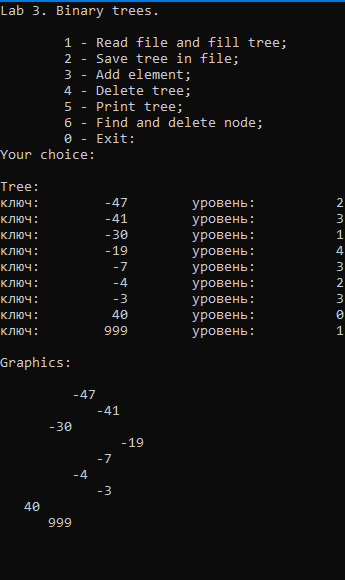 Lab 3. Binary trees.
1 - Read file and fill tree;
2 - Save tree in file;
3 - Add element;
4 - Delete tree;
5 - Print tree;
6 - Find and delete node;
0 - Exit:
Your choice:
Tree:
ключ: -47 уровень: 2
ключ: -41 уровень: 3
ключ: -30 уровень: 1
ключ: -19 уровень: 4
ключ: -7 уровень: 3
ключ: -4 уровень: 2
ключ: -3 уровень: 3
ключ: 40 уровень: 0
ключ: 999 уровень: 1
Graphics:
-47
-41
-30
-19
-7
-4
-3
40
999